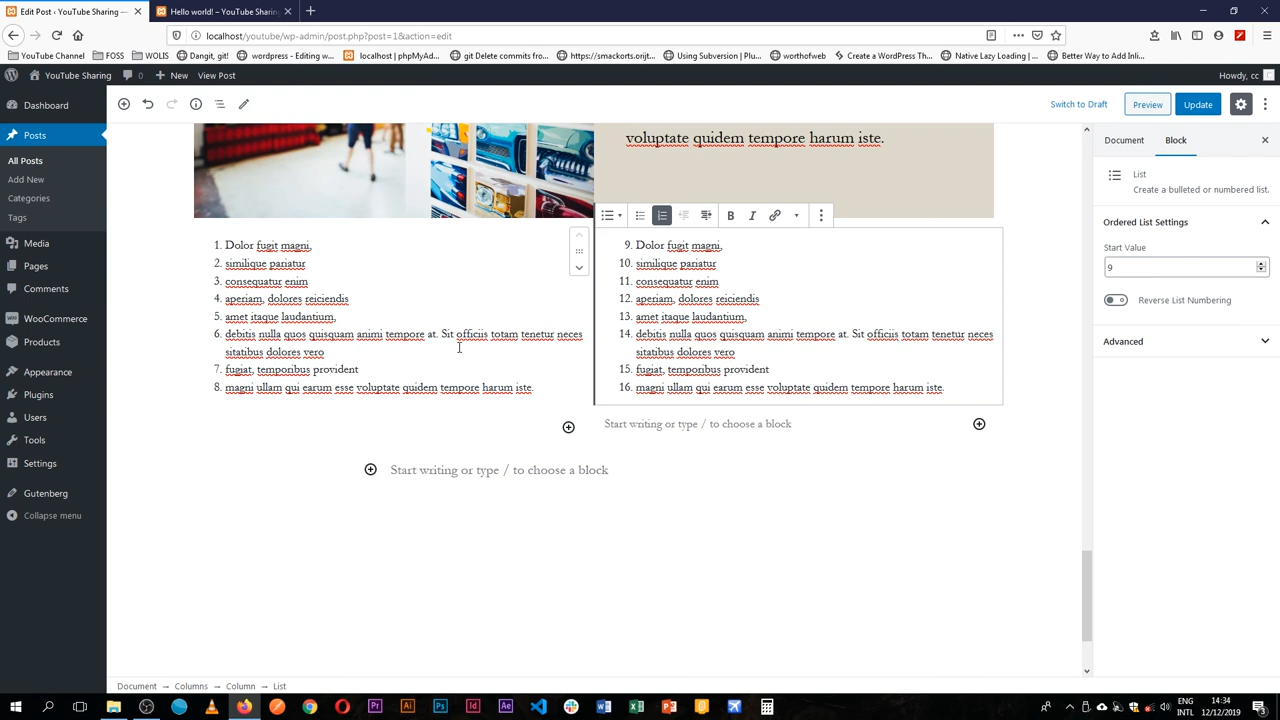 Edit Post ‹ YouTube Sharing —
Hello world! – YouTube Sharing
localhost/youtube/wp-admin/post.php?post=1&action=edit
YouTube Channel
FOSS
WOLIS
Dangit, git!
wordpress - Editing w…
localhost | phpMyAd…
git Delete commits fro…
https://smackorts.orijt…
Using Subversion | Plu…
worthofweb
Create a WordPress Th…
Native Lazy Loading | …
Better Way to Add Inli…
YouTube Sharing
0
New
View Post
Howdy, cc
Dashboard
Posts
All Posts
Add New
Categories
Tags
Media
Pages
Comments
WooCommerce
Products
Appearance
Plugins
Users
Tools
Settings
Gutenberg
Collapse menu
Switch to Draft
Preview
Update
voluptate quidem tempore harum iste.
B
I
1. Dolor fugit magni,
2. similique pariatur
3. consequatur enim
4. aperiam, dolores reiciendis
5. amet itaque laudantium,
6. debitis nulla quos quisquam animi tempore at. Sit officiis totam tenetur neces
sitatibus dolores vero
7. fugiat, temporibus provident
8. magni ullam qui earum esse voluptate quidem tempore harum iste.
9. Dolor fugit magni,
10. similique pariatur
11. consequatur enim
12. aperiam, dolores reiciendis
13. amet itaque laudantium,
14. debitis nulla quos quisquam animi tempore at. Sit officiis totam tenetur neces
sitatibus dolores vero
15. fugiat, temporibus provident
16. magni ullam qui earum esse voluptate quidem tempore harum iste.
Start writing or type / to choose a block
Start writing or type / to choose a block
Document
Block
List
Create a bulleted or numbered list.
Ordered List Settings
Start Value
9
Reverse List Numbering
Advanced
Document → Columns → Column → List
Pr
Ai
Ps
Id
Ae
ENG
INTL
14:34
12/12/2019
3